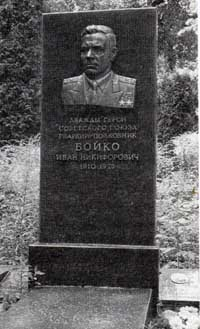 ДВАЖДЫ ГЕРОЙ
СОВЕТСКОГО СОЮЗА
ГВАРДИИ ПОЛКОВНИК
БОЙКО
ИВАН НИКИФОРОВИЧ
1910-1975